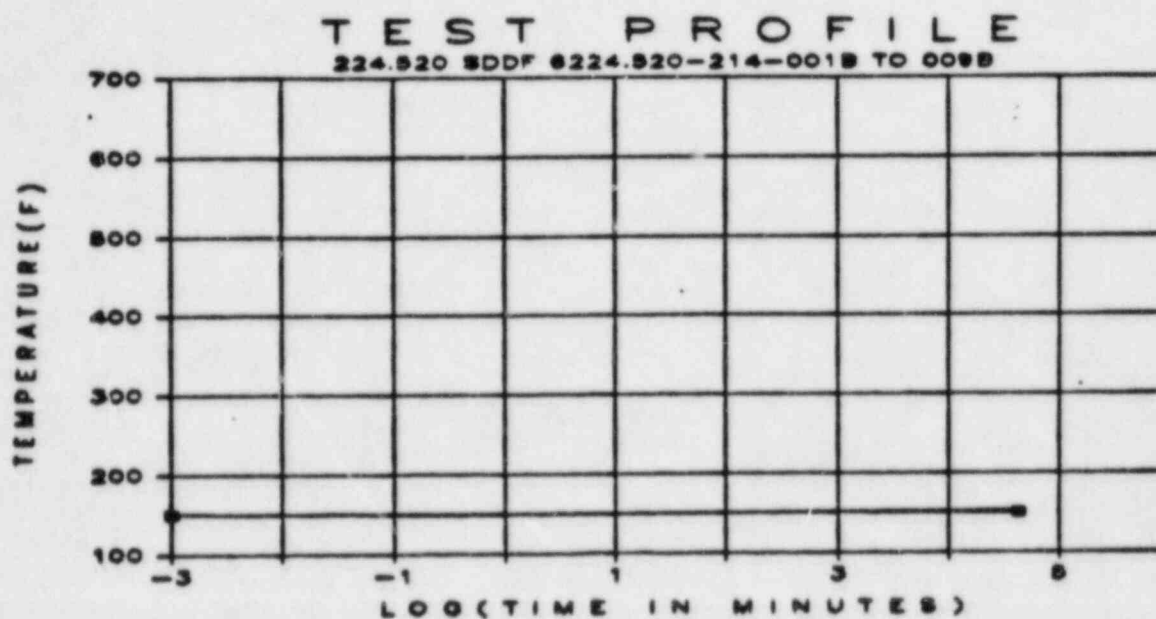 TEST PROFILE
224.520 SDDF 6224.520-214-001B TO 009B
TEMPERATURE(F)
700
600
500
400
300
200
100
-3 -1 1 3 5
LOG(TIME IN MINUTES)